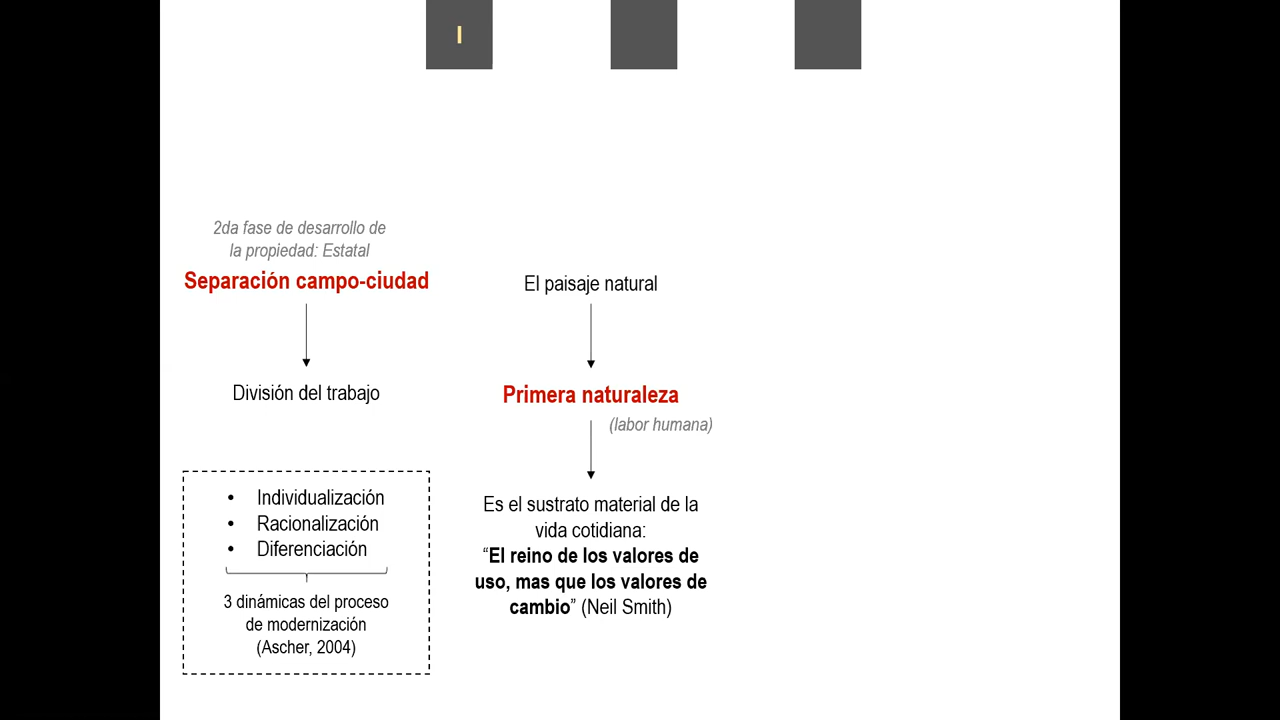 I
2da fase de desarrollo de
la propiedad: Estatal
Separación campo-ciudad
División del trabajo
• Individualización
• Racionalización
• Diferenciación
3 dinámicas del proceso
de modernización
(Ascher, 2004)
El paisaje natural
Primera naturaleza
(labor humana)
Es el sustrato material de la
vida cotidiana:
“El reino de los valores de
uso, mas que los valores de
cambio” (Neil Smith)